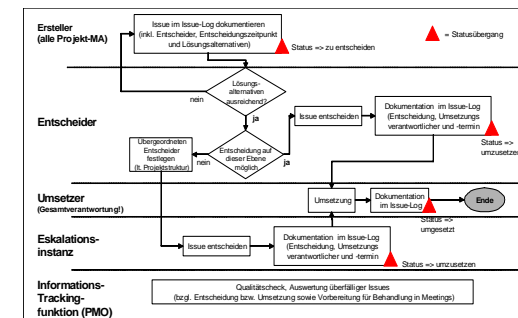 Ersteller
(alle Projekt-MA)
Issue im Issue-Log dokumentieren
(inkl. Entscheider, Entscheidungszeitpunkt
und Lösungsalternativen)
Status => zu entscheiden
= Statusübergang
Entscheider
Lösungs-
alternativen
ausreichend?
nein
ja
Issue entscheiden
Dokumentation im Issue-Log
(Entscheidung, Umsetzungs
verantwortlicher und -termin
Status =>
umzusetzen
Übergeordneten
Entscheider
festlegen
(lt. Projektstruktur)
nein
Entscheidung auf
dieser Ebene
möglich
ja
Umsetzer
(Gesamtverantwortung!)
Umsetzung
Dokumentation
im Issue-Log
Ende
Status =>
umgesetzt
Eskalations-
instanz
Issue entscheiden
Dokumentation im Issue-Log
(Entscheidung, Umsetzungs
verantwortlicher und -termin
Status => umzusetzen
Informations-
Tracking-
funktion (PMO)
Qualitätscheck, Auswertung überfälliger Issues
(bzgl. Entscheidung bzw. Umsetzung sowie Vorbereitung für Behandlung in Meetings)